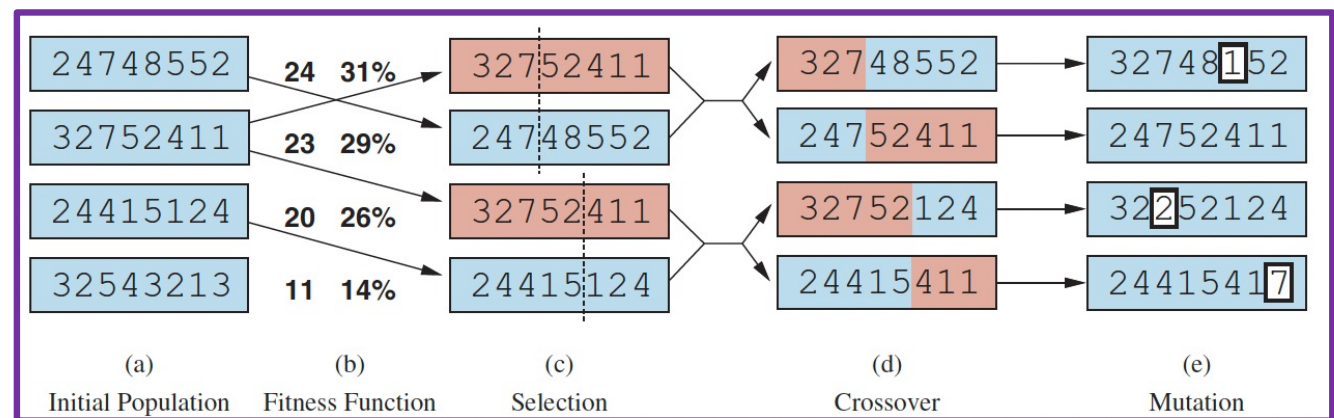 24748552 24 31% 32752411 32748552 32748152
32752411 23 29% 24748552 24752411 24752411
24415124 20 26% 32752411 32752124 32252124
32543213 11 14% 24415124 24415411 24415417
(a) (b) (c) (d) (e)
Initial Population Fitness Function Selection Crossover Mutation